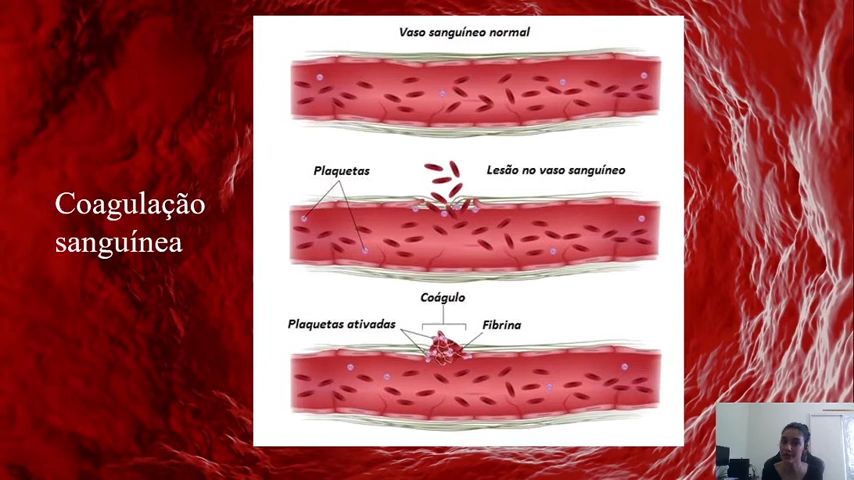 Coagulação
sanguínea
Vaso sanguíneo normal
Plaquetas
Lesão no vaso sanguíneo
Coágulo
Plaquetas ativadas
Fibrina